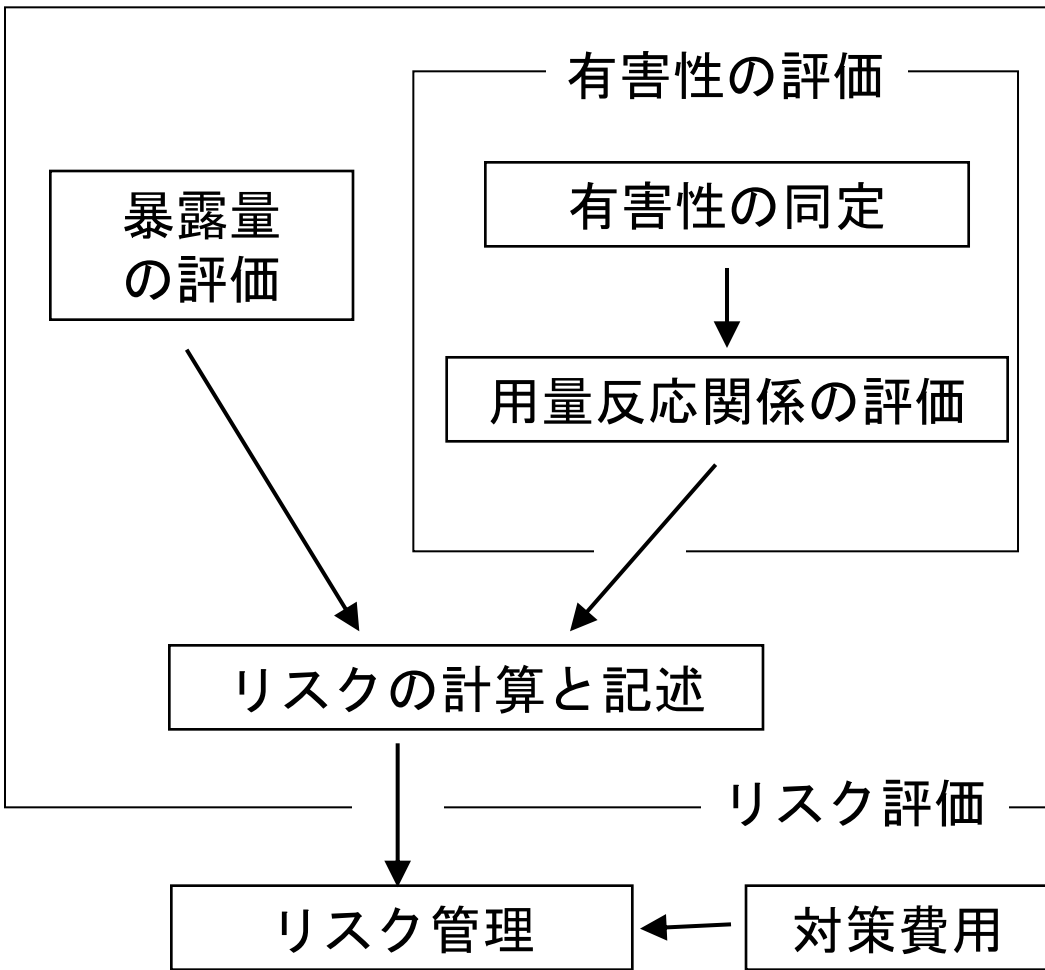 有害性の評価
有害性の同定
暴露量
の評価
用量反応関係の評価
リスクの計算と記述
リスク評価
リスク管理
対策費用